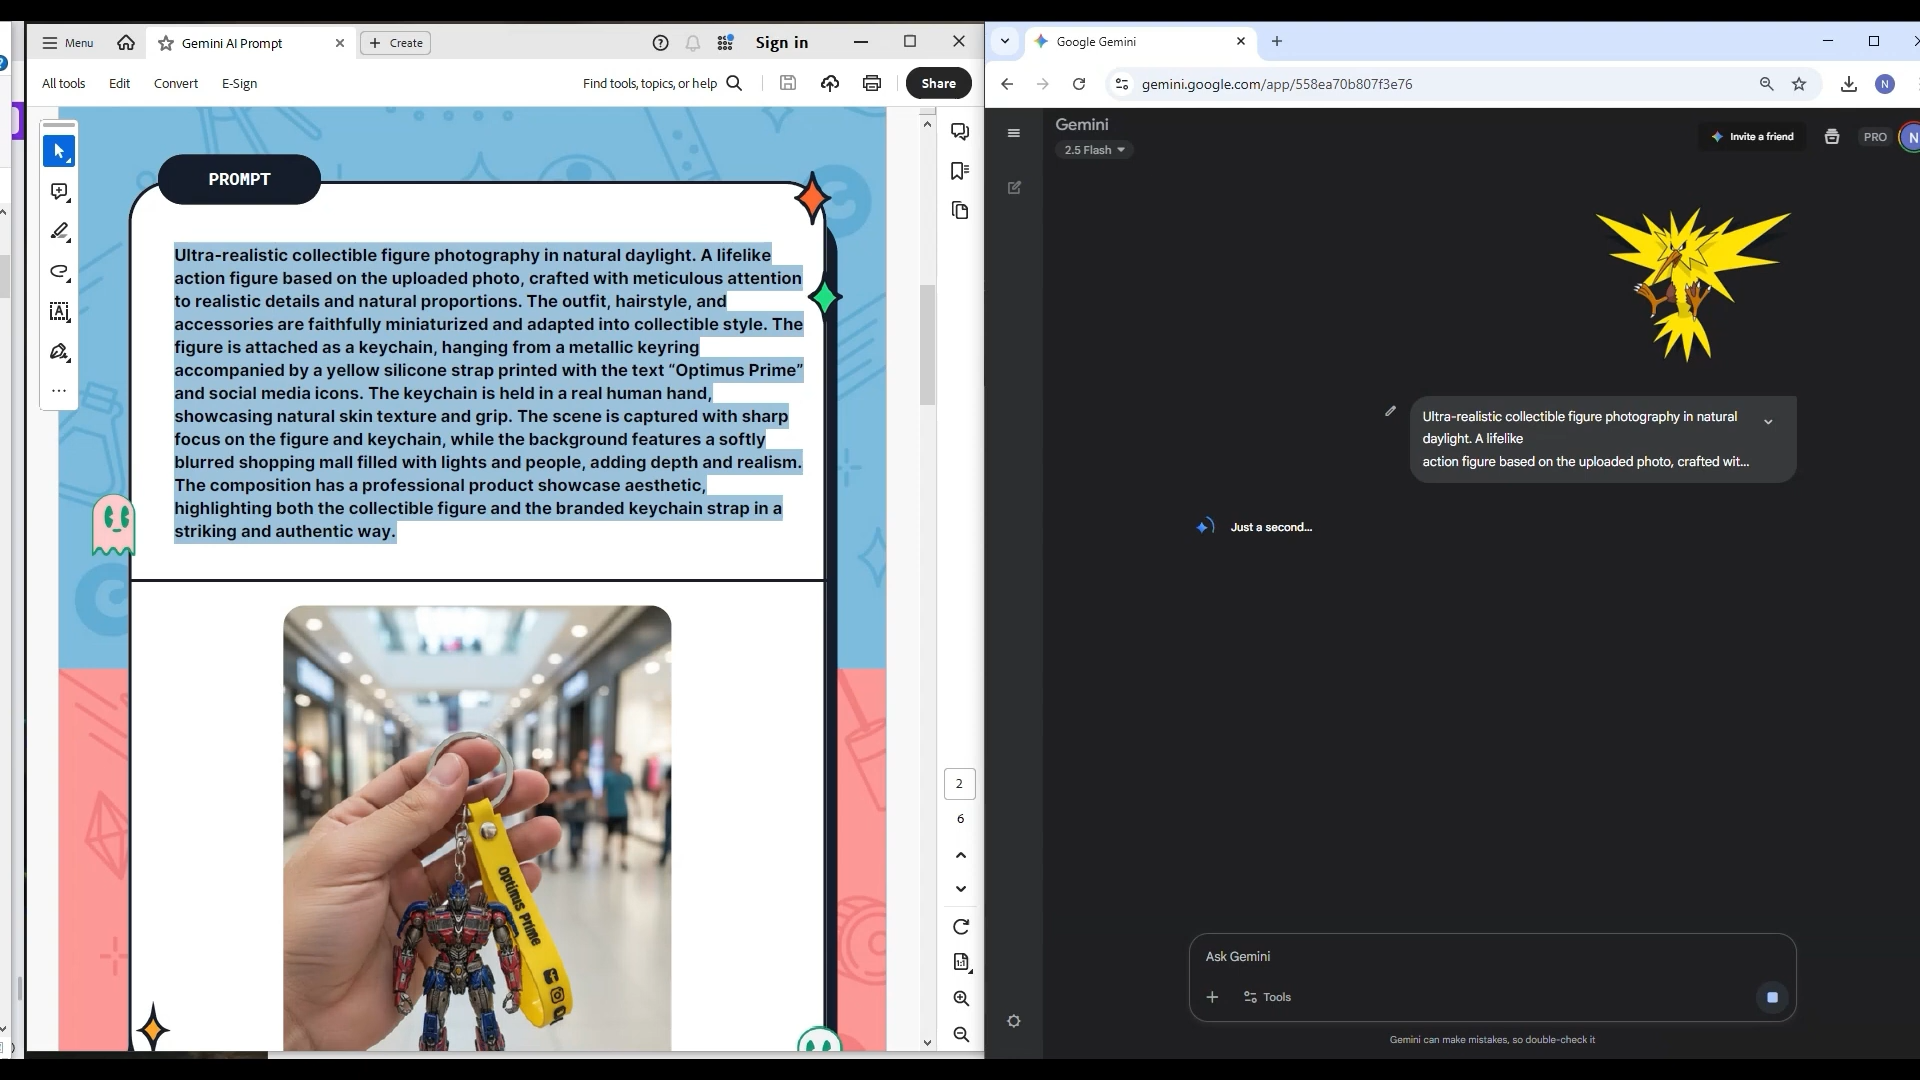 Menu
Gemini AI Prompt
Create
Sign in
All tools
Edit
Convert
E-Sign
Find tools, topics, or help
Share
PROMPT
Ultra-realistic collectible figure photography in natural daylight. A lifelike
action figure based on the uploaded photo, crafted with meticulous attention
to realistic details and natural proportions. The outfit, hairstyle, and
accessories are faithfully miniaturized and adapted into collectible style. The
figure is attached as a keychain, hanging from a metallic keyring
accompanied by a yellow silicone strap printed with the text “Optimus Prime”
and social media icons. The keychain is held in a real human hand,
showcasing natural skin texture and grip. The scene is captured with sharp
focus on the figure and keychain, while the background features a softly
blurred shopping mall filled with lights and people, adding depth and realism.
The composition has a professional product showcase aesthetic,
highlighting both the collectible figure and the branded keychain strap in a
striking and authentic way.
Optimus Prime
2
6
Google Gemini
gemini.google.com/app/558ea70b807f3e76
N
Gemini
2.5 Flash
Invite a friend
PRO
N
Ultra-realistic collectible figure photography in natural
daylight. A lifelike
action figure based on the uploaded photo, crafted wit...
Just a second...
Ask Gemini
Tools
Gemini can make mistakes, so double-check it